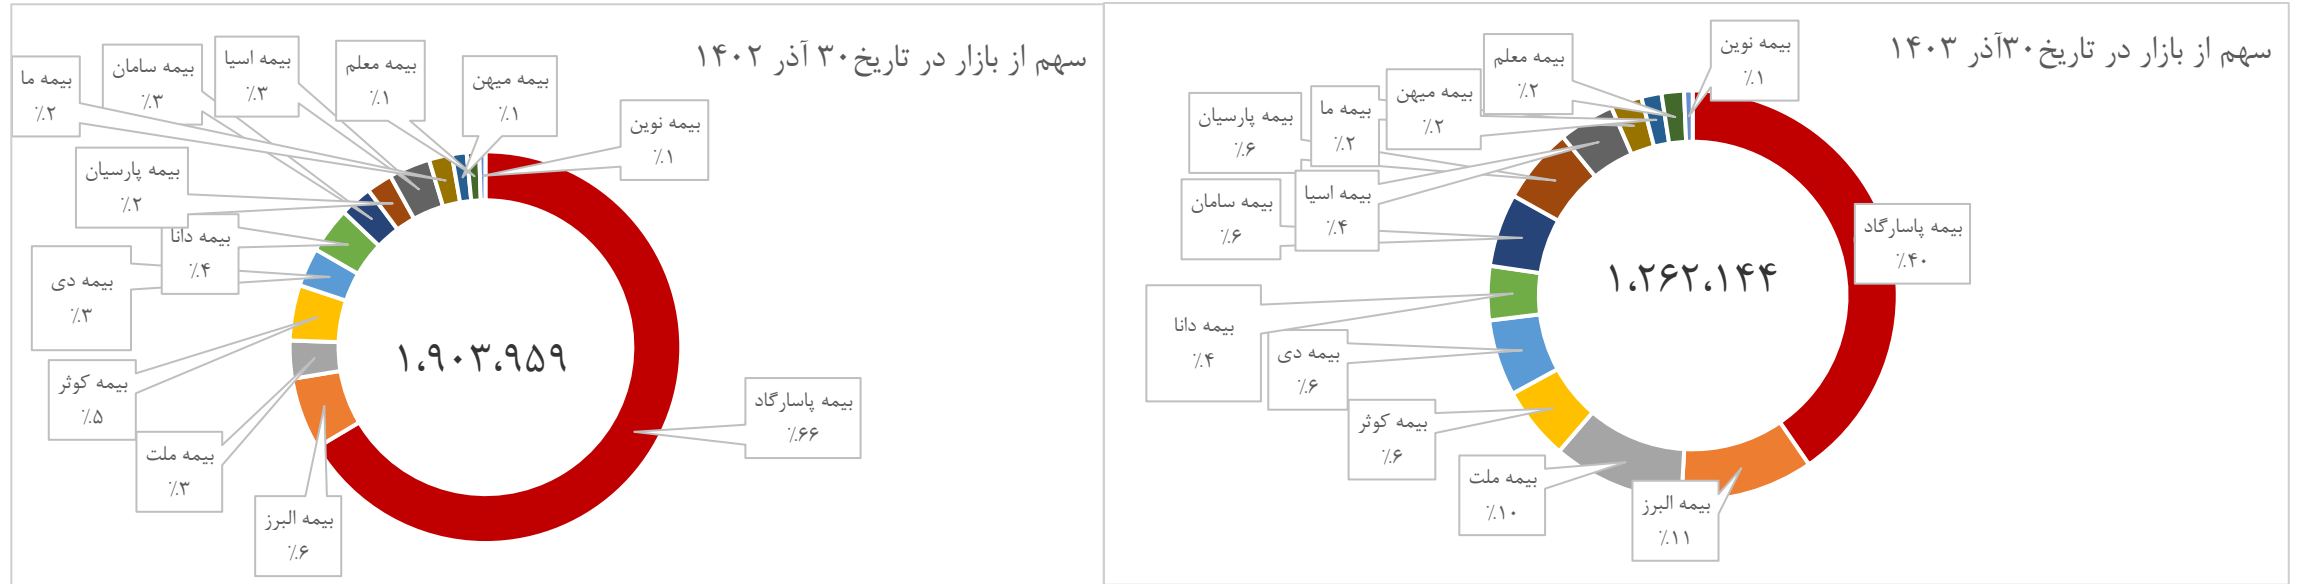 سهم از بازار در تاریخ۳۰آذر ۱۴۰۳
بیمه نوین
٪۱
بیمه معلم
٪۲
بیمه میهن
٪۲
بیمه ما
٪۲
بیمه پارسیان
٪۶
بیمه اسیا
٪۴
بیمه سامان
٪۶
بیمه دانا
٪۴
بیمه دی
٪۶
بیمه کوثر
٪۶
بیمه ملت
٪۱۰
بیمه البرز
٪۱۱
بیمه پاسارگاد
٪۴۰
۱،۲۶۲،۱۴۴
سهم از بازار در تاریخ۳۰ آذر ۱۴۰۲
بیمه نوین
٪۱
بیمه میهن
٪۱
بیمه معلم
٪۱
بیمه اسیا
٪۳
بیمه سامان
٪۳
بیمه ما
٪۲
بیمه پارسیان
٪۲
بیمه دانا
٪۴
بیمه دی
٪۳
بیمه کوثر
٪۵
بیمه ملت
٪۳
بیمه البرز
٪۶
بیمه پاسارگاد
٪۶۶
۱،۹۰۳،۹۵۹